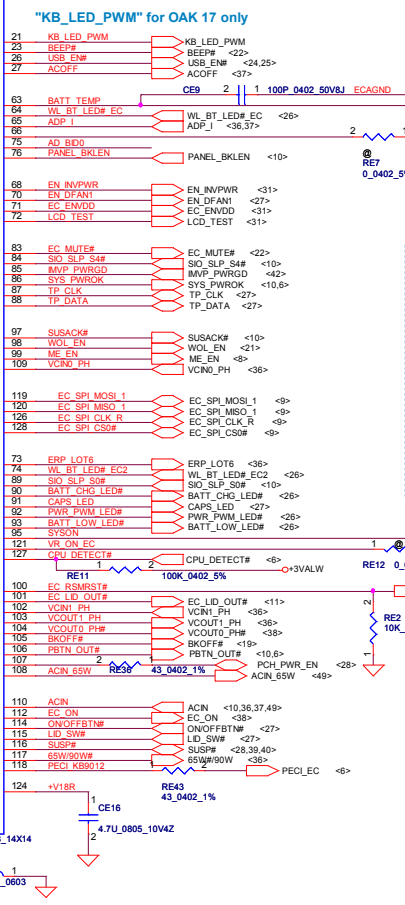 "KB_LED_PWM" for OAK 17 only
21 KB_LED_PWM KB_LED_PWM
23 BEEP# BEEP# <22>
26 USB_EN# USB_EN# <24,25>
27 ACOFF ACOFF <37>
CE9 2 1 100P_0402_50V8J ECAGND
63 BATT_TEMP
64 WL_BT_LED#_EC WL_BT_LED#_EC <26>
65 ADP_I ADP_I <36,37>
66 2 1
75 AD_BID0
76 PANEL_BKLEN PANEL_BKLEN <10>
@
RE7
0_0402_5%
68 EN_INVPWR EN_INVPWR <31>
70 EN_DFAN1 EN_DFAN1 <27>
71 EC_ENVDD EC_ENVDD <31>
72 LCD_TEST LCD_TEST <31>
83 EC_MUTE# EC_MUTE# <22>
84 SIO_SLP_S4# SIO_SLP_S4# <10>
85 IMVP_PWRGD IMVP_PWRGD <42>
86 SYS_PWROK SYS_PWROK <10,6>
87 TP_CLK TP_CLK <27>
88 TP_DATA TP_DATA <27>
97 SUSACK# SUSACK# <10>
98 WOL_EN WOL_EN <21>
99 ME_EN ME_EN <8>
109 VCIN0_PH VCIN0_PH <36>
119 EC_SPI_MOSI_1 EC_SPI_MOSI_1 <9>
120 EC_SPI_MISO_1 EC_SPI_MISO_1 <9>
126 EC_SPI_CLK_R EC_SPI_CLK_R <9>
128 EC_SPI_CS0# EC_SPI_CS0# <9>
73 ERP_LOT6 ERP_LOT6 <36>
74 WL_BT_LED#_EC2 WL_BT_LED#_EC2 <26>
89 SIO_SLP_S0# SIO_SLP_S0# <10>
90 BATT_CHG_LED# BATT_CHG_LED# <26>
91 CAPS_LED CAPS_LED <27>
92 PWR_PWM_LED# PWR_PWM_LED# <26>
93 BATT_LOW_LED# BATT_LOW_LED# <26>
95 SYSON
121 VR_ON_EC 1 @
127 CPU_DETECT# CPU_DETECT# <6>
RE11 1 2 100K_0402_5% +3VALW RE12
100 EC_RSMRST#
101 EC_LID_OUT# EC_LID_OUT# <11>
102 VCIN1_PH VCIN1_PH <36>
103 VCOUT1_PH VCOUT1_PH <36>
104 VCOUT0_PH# VCOUT0_PH# <38>
105 BKOFF# BKOFF# <19>
106 PBTN_OUT# PBTN_OUT# <10,6>
107 2 RE36 1 43_0402_1% PCH_PWR_EN <28>
108 ACIN_65W ACIN_65W <49>
2 1 RE2
10K_
110 ACIN ACIN <10,36,37,49>
112 EC_ON EC_ON <38>
114 ON/OFFBTN# ON/OFFBTN# <27>
115 LID_SW# LID_SW# <27>
116 SUSP# SUSP# <28,39,40>
117 65W/90W# 65W#/90W <36>
118 PECI_KB9012 1 2 PECI_EC <6>
RE43
43_0402_1%
124 +V18R
1
CE16
4.7U_0805_10V4Z
2
_14X14
1
_0603